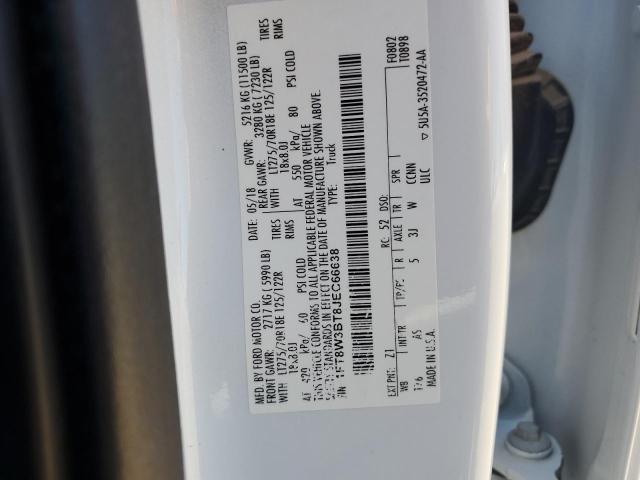 MFD. BY FORD MOTOR CO.
DATE: 05/18 GVWR: 5216 KG (11500 LB)
FRONT GAWR: 2717 KG (5990 LB) REAR GAWR: 3280 KG (7230 LB)
WITH LT275/70R18E 125/122R TIRES WITH LT275/70R18E 125/122R TIRES
18x8.0J RIMS 18x8.0J RIMS
AT 420 kPa/ 60 PSI COLD AT 550 kPa/ 80 PSI COLD
THIS VEHICLE CONFORMS TO ALL APPLICABLE FEDERAL MOTOR VEHICLE
SAFETY STANDARDS IN EFFECT ON THE DATE OF MANUFACTURE SHOWN ABOVE.
VIN: 1FT8W3BT8JEC66638 TYPE: Truck
F0802
T0898
EXT PNT: Z1 RC: 52 DSO:
WB INT TR TP/PS R AXLE TR SPR
176 AS 5 3J W CCNN
MADE IN U.S.A. ULC
▽ 5U5A-3520472-AA